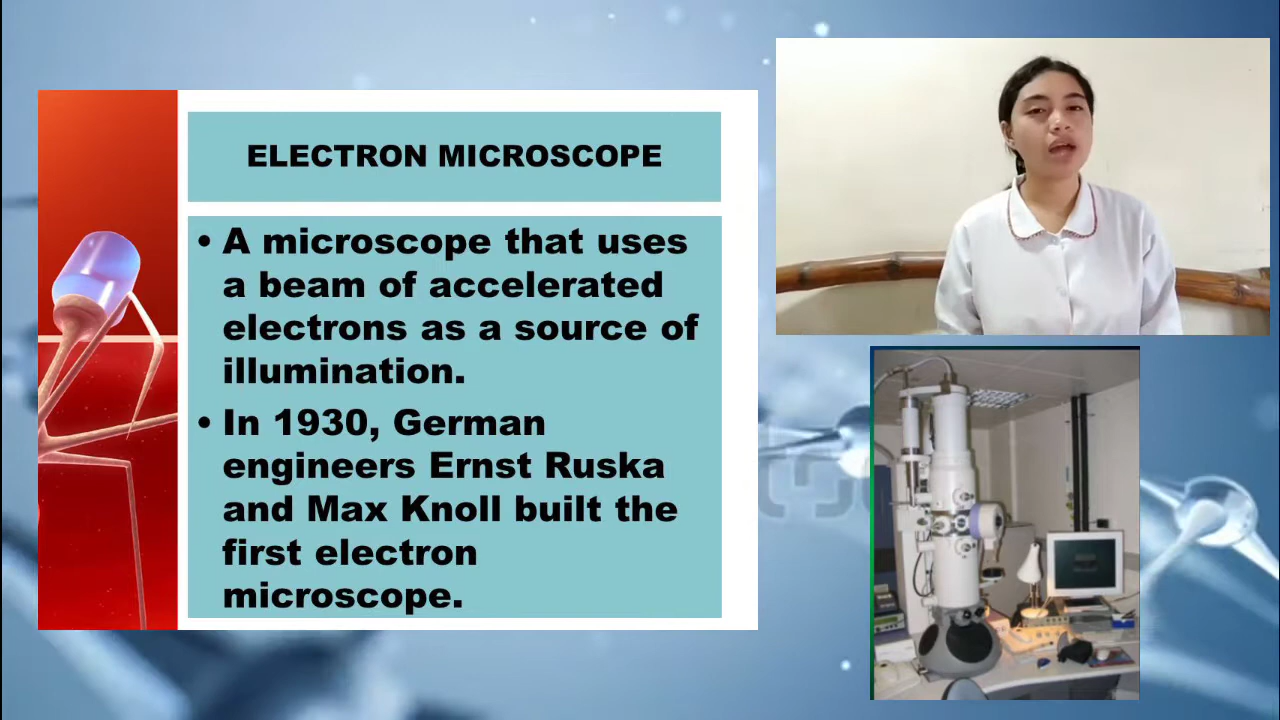 ELECTRON MICROSCOPE
• A microscope that uses
a beam of accelerated
electrons as a source of
illumination.
• In 1930, German
engineers Ernst Ruska
and Max Knoll built the
first electron
microscope.